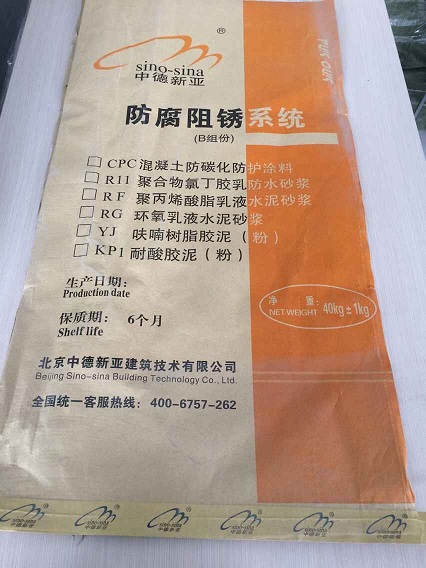 ®
sino-sina
中德新亚
防腐阻锈系统
(B组份)
□ CPC混凝土防碳化防护涂料
□ R11 聚合物氯丁胶乳防水砂浆
□ RF 聚丙烯酸脂乳液水泥砂浆
□ RG 环氧乳液水泥砂浆
□ YJ 呋喃树脂胶泥（粉）
□ KP1 耐酸胶泥（粉）
生产日期：
Production date
净 重：
NET WEIGHT 40kg±1kg
保质期： 6个月
Shelf life
北京中德新亚建筑技术有限公司
Beijing Sino-sina Building Technology Co., Ltd.
全国统一客服热线：400-6757-262